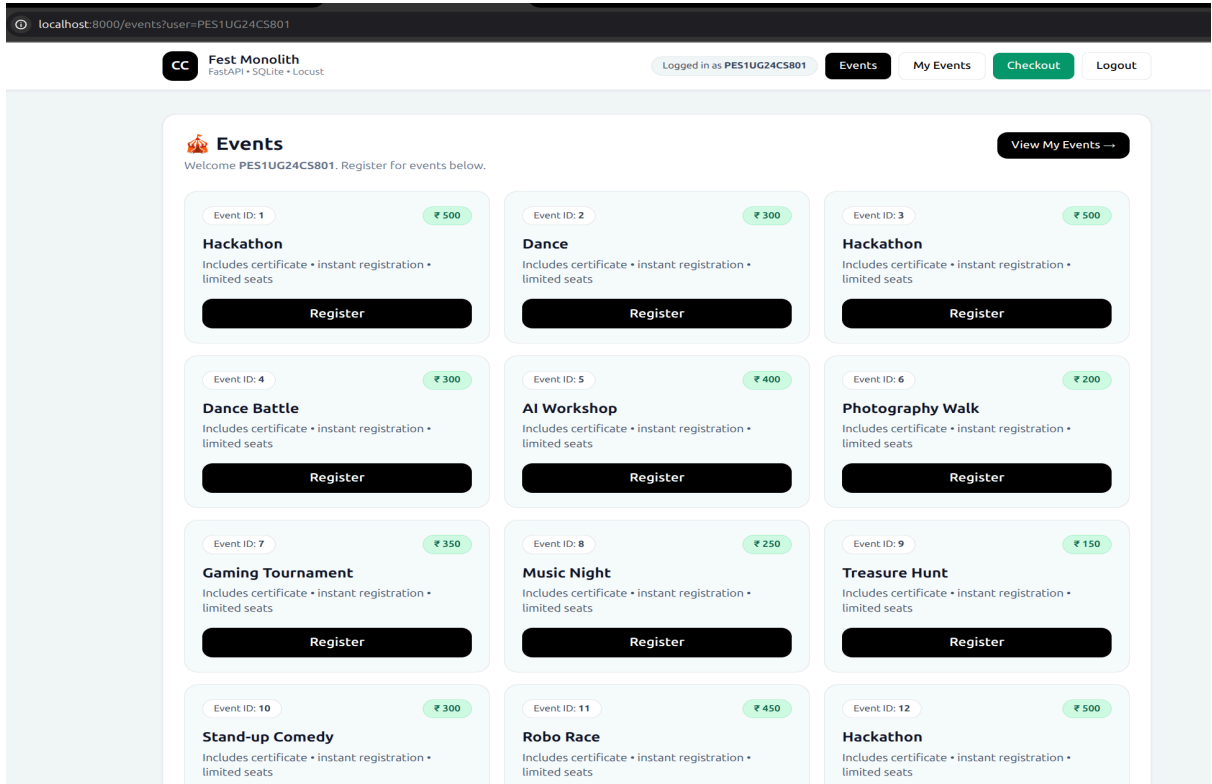 localhost:8000/events?user=PES1UG24CS801
CC
Fest Monolith
FastAPI • SQLite • Locust
Logged in as PES1UG24CS801
Events
My Events
Checkout
Logout
Events
Welcome PES1UG24CS801. Register for events below.
View My Events →
Event ID: 1
₹ 500
Hackathon
Includes certificate • instant registration •
limited seats
Register
Event ID: 2
₹ 300
Dance
Includes certificate • instant registration •
limited seats
Register
Event ID: 3
₹ 500
Hackathon
Includes certificate • instant registration •
limited seats
Register
Event ID: 4
₹ 300
Dance Battle
Includes certificate • instant registration •
limited seats
Register
Event ID: 5
₹ 400
AI Workshop
Includes certificate • instant registration •
limited seats
Register
Event ID: 6
₹ 200
Photography Walk
Includes certificate • instant registration •
limited seats
Register
Event ID: 7
₹ 350
Gaming Tournament
Includes certificate • instant registration •
limited seats
Register
Event ID: 8
₹ 250
Music Night
Includes certificate • instant registration •
limited seats
Register
Event ID: 9
₹ 150
Treasure Hunt
Includes certificate • instant registration •
limited seats
Register
Event ID: 10
₹ 300
Stand-up Comedy
Includes certificate • instant registration •
limited seats
Event ID: 11
₹ 450
Robo Race
Includes certificate • instant registration •
limited seats
Event ID: 12
₹ 500
Hackathon
Includes certificate • instant registration •
limited seats